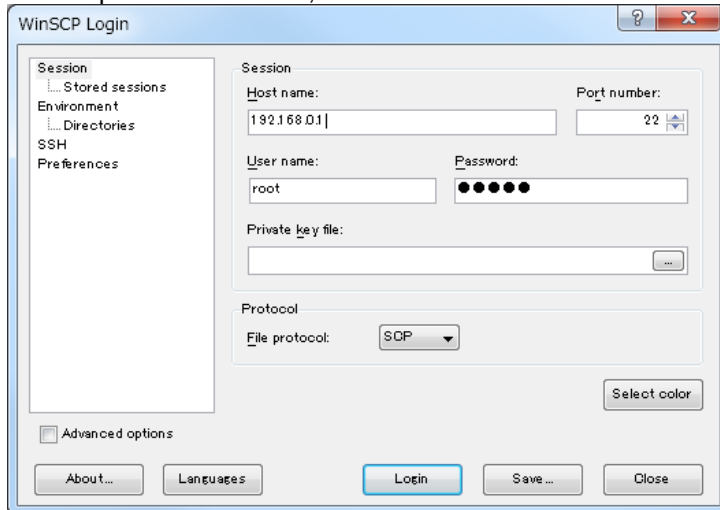 WinSCP Login
Session
Stored sessions
Environment
Directories
SSH
Preferences
Session
Host name:
Port number:
192.168.0.1
22
User name:
Password:
root
●●●●●
Private key file:
...
Protocol
File protocol:
SCP
Select color
Advanced options
About...
Languages
Login
Save...
Close